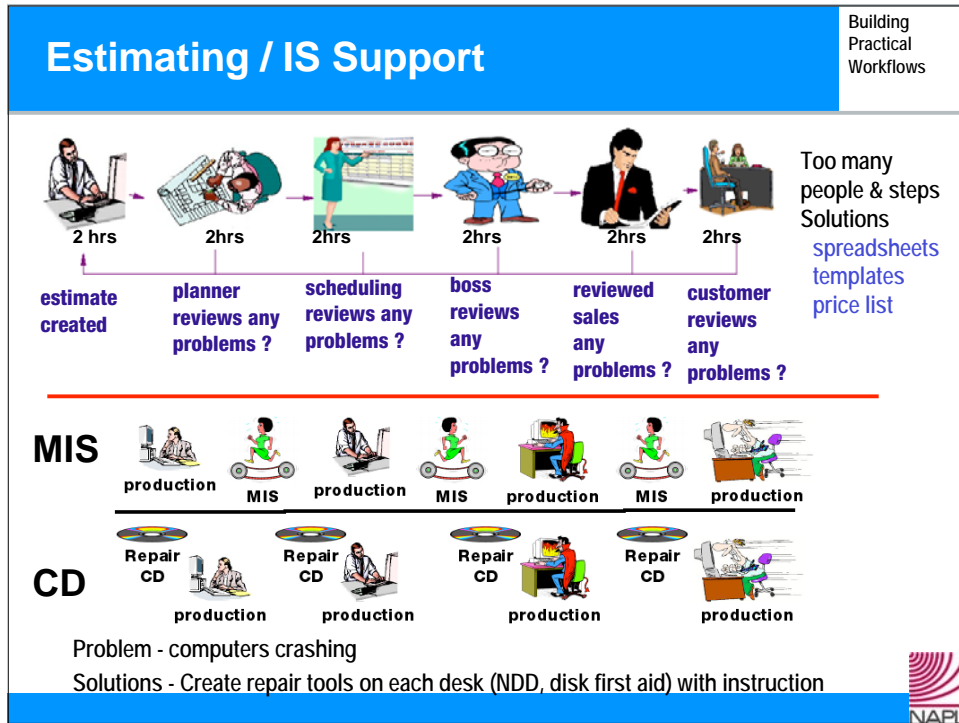 Estimating / IS Support
Building
Practical
Workflows
2 hrs
2hrs
2hrs
2hrs
2hrs
2hrs
estimate
created
planner
reviews any
problems ?
scheduling
reviews any
problems ?
boss
reviews
any
problems ?
reviewed
sales
any
problems ?
customer
reviews
any
problems ?
Too many
people & steps
Solutions
spreadsheets
templates
price list
MIS
production
MIS
production
MIS
production
MIS
production
CD
Repair
CD
production
Repair
CD
production
Repair
CD
production
Repair
CD
production
Problem - computers crashing
Solutions - Create repair tools on each desk (NDD, disk first aid) with instruction
NAPL